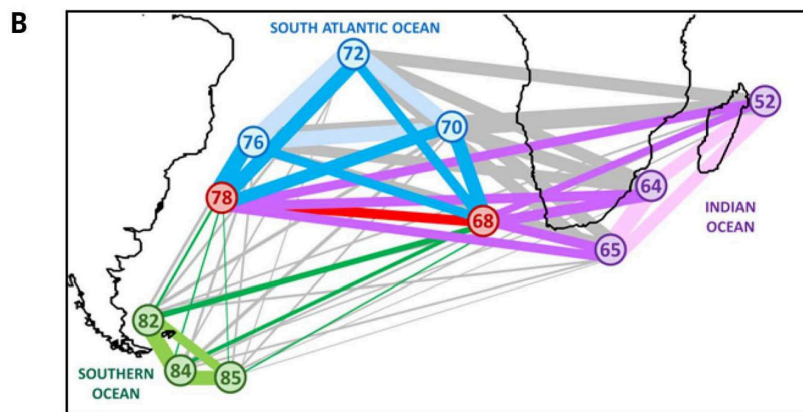 B
SOUTH ATLANTIC OCEAN
72
52
76
70
78
64
68
INDIAN
OCEAN
65
82
84
85
SOUTHERN
OCEAN